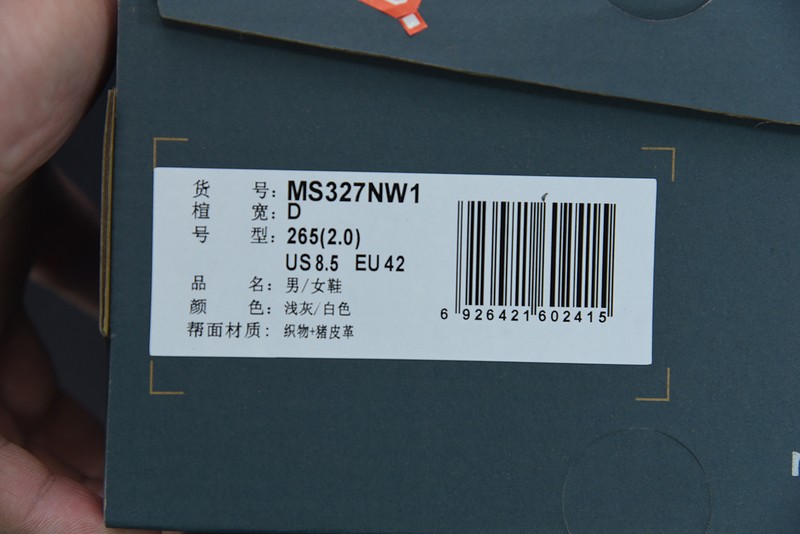 货 号: MS327NW1
楦 宽: D
号 型: 265(2.0)
US 8.5 EU 42
品 名: 男/女鞋
颜 色: 浅灰/白色
帮面材质: 织物+猪皮革
6 926421 602415